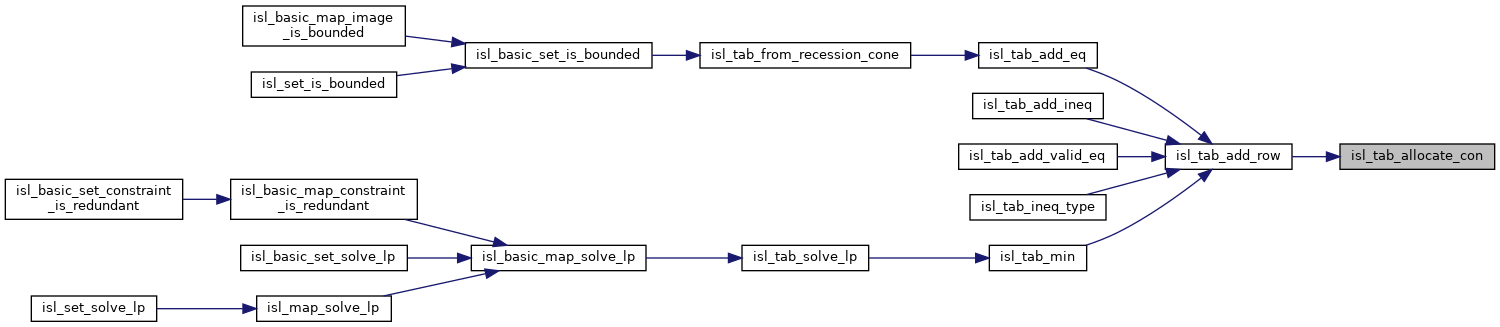 isl_basic_map_image
_is_bounded
isl_set_is_bounded
isl_basic_set_is_bounded
isl_tab_from_recession_cone
isl_tab_add_eq
isl_tab_add_ineq
isl_tab_add_valid_eq
isl_tab_ineq_type
isl_tab_min
isl_tab_add_row
isl_tab_allocate_con
isl_basic_set_constraint
_is_redundant
isl_basic_map_constraint
_is_redundant
isl_basic_set_solve_lp
isl_set_solve_lp
isl_map_solve_lp
isl_basic_map_solve_lp
isl_tab_solve_lp